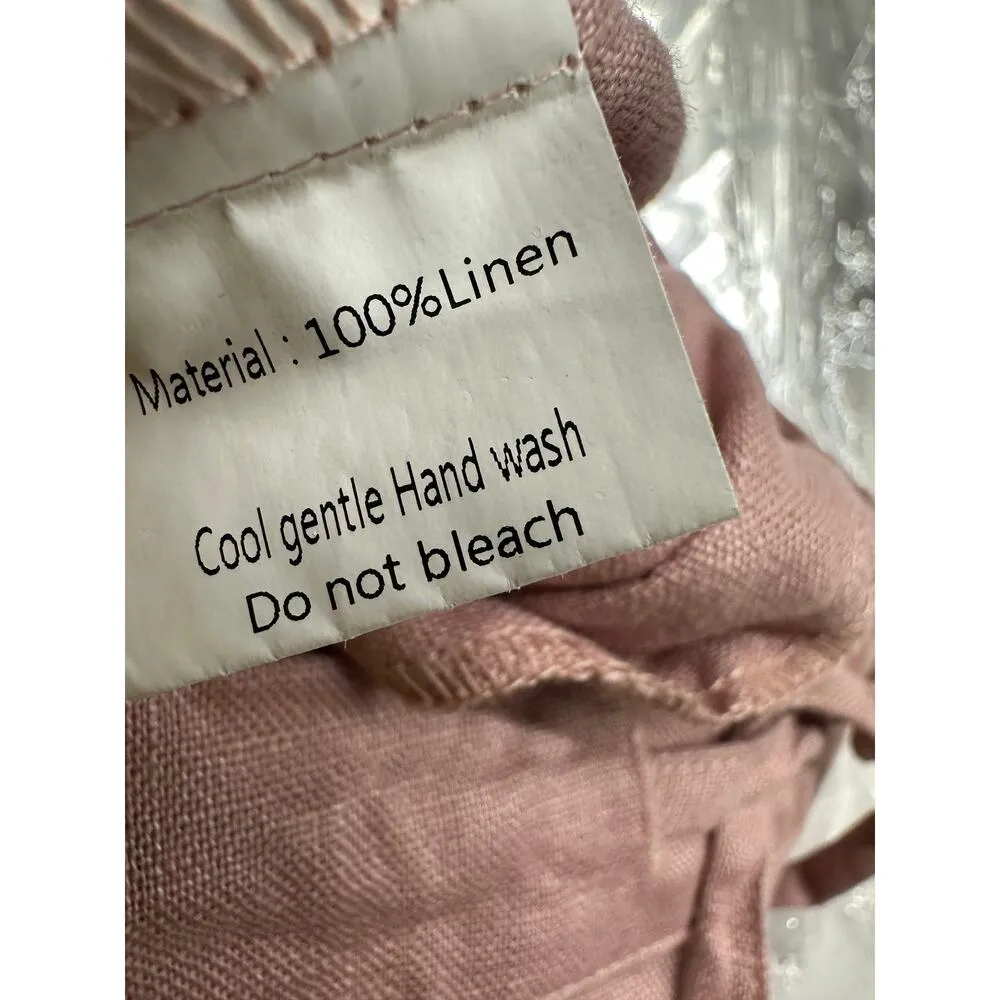 Material : 100%Linen
Cool gentle Hand wash
Do not bleach